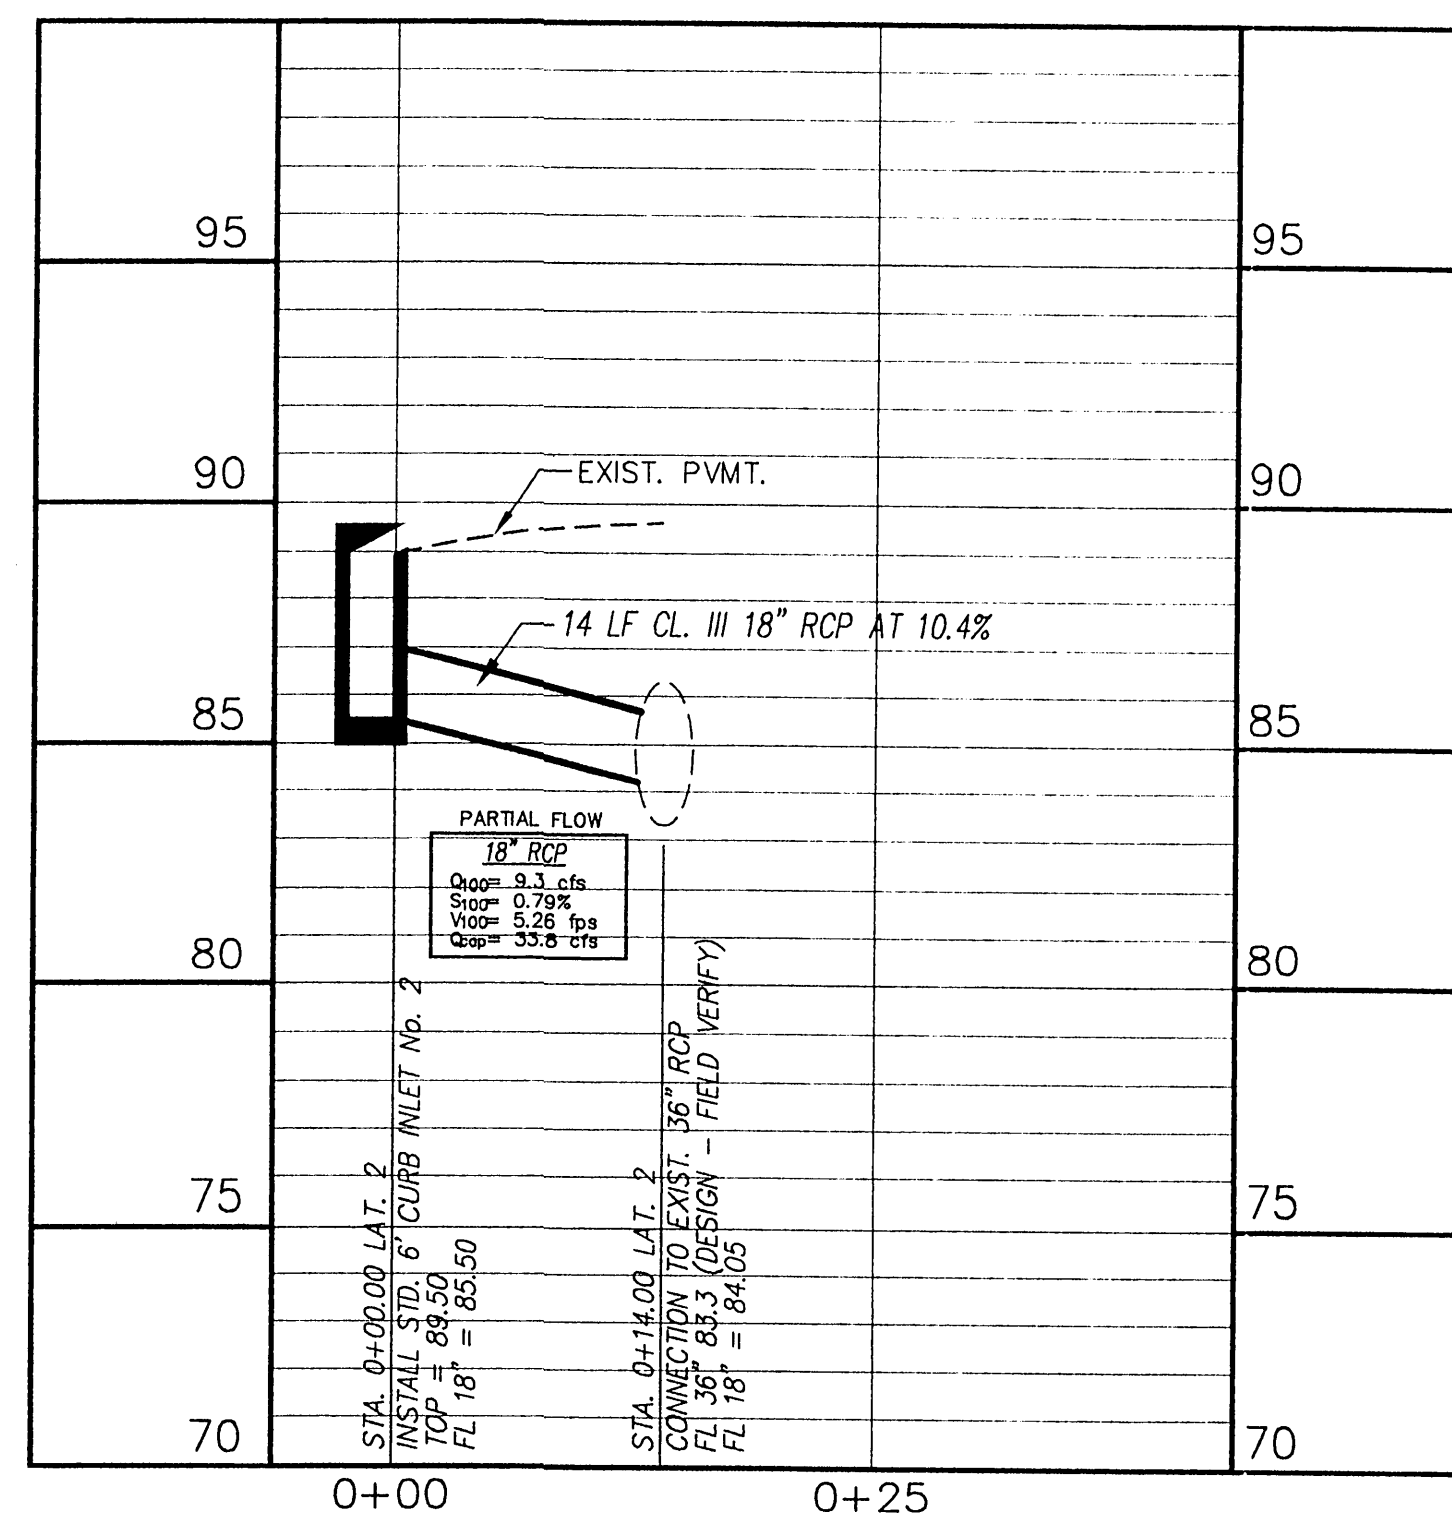 95
95
90
90
EXIST. PVMT.
14 LF CL. III 18" RCP AT 10.4%
85
85
PARTIAL FLOW
18" RCP
Q100= 9.3 cfs
S100= 0.79%
V100= 5.26 fps
Qcap= 33.8 cfs
80
80
STA. 0+00.00 LAT. 2
INSTALL STD. 6' CURB INLET No. 2
TOP = 89.50
FL 18" = 85.50
STA. 0+14.00 LAT. 2
CONNECTION TO EXIST. 36" RCP
FL 36" 83.3 (DESIGN - FIELD VERIFY)
FL 18" = 84.05
75
75
70
70
0+00
0+25